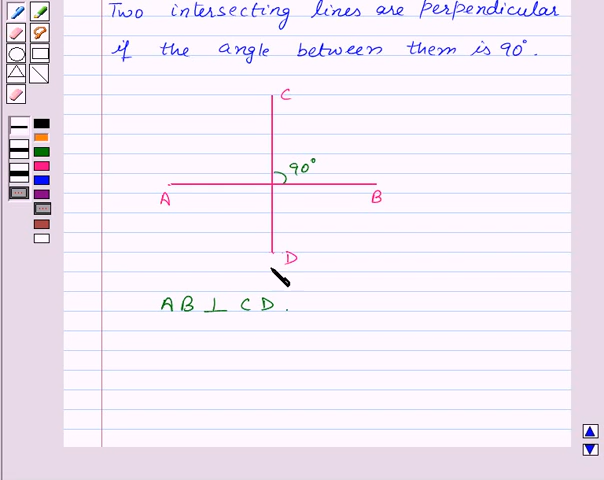 Two intersecting lines are perpendicular
if the angle between them is 90°.
C
90°
A
B
D
AB ⊥ CD.